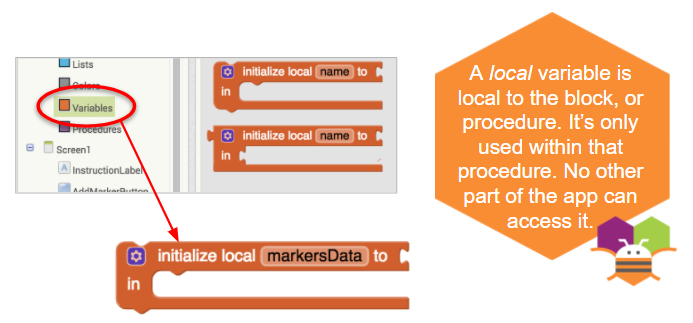 Lists
Colors
Variables
Procedures
Screen1
InstructionLabel
AddMarkerButton
initialize local name to
in
initialize local name to
in
initialize local markersData to
in
A local variable is
local to the block, or
procedure. It's only
used within that
procedure. No other
part of the app can
access it.